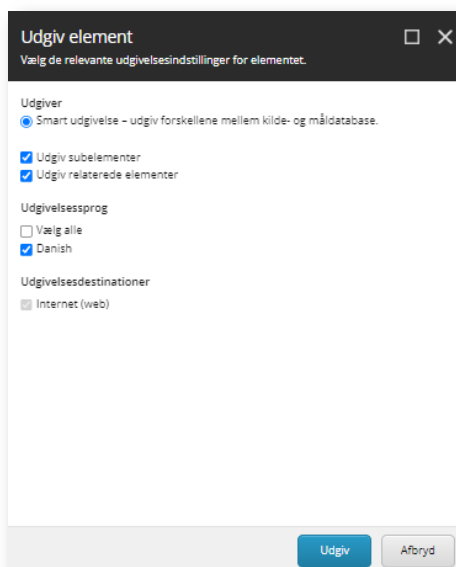 Udgiv element
Vælg de relevante udgivelsesindstillinger for elementet.
Udgiver
Smart udgivelse – udgiv forskellene mellem kilde- og måldatabase.
Udgiv subelementer
Udgiv relaterede elementer
Udgivelsessprog
Vælg alle
Danish
Udgivelsesdestinationer
Internet (web)
Udgiv
Afbryd